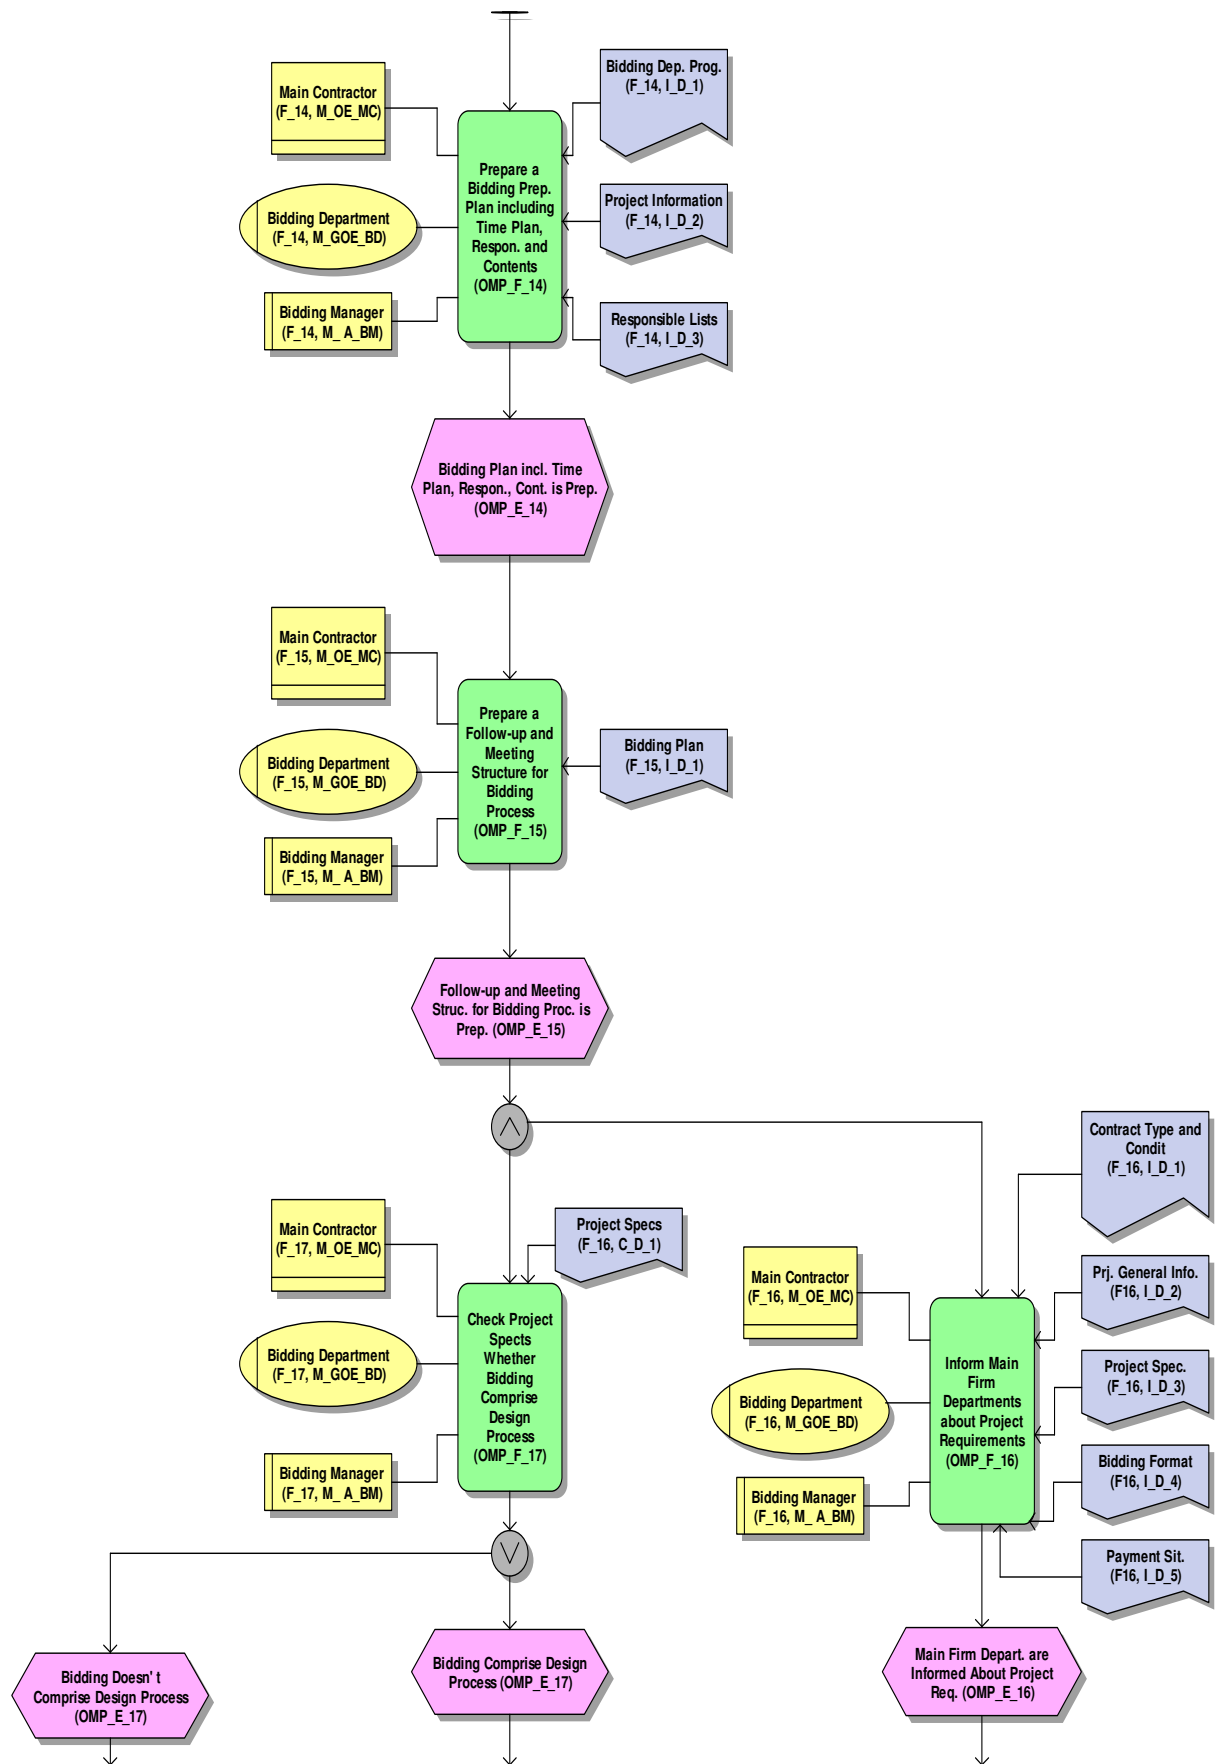 Main Contractor
(F_14, M_OE_MC)
Bidding Dep. Prog.
(F_14, I_D_1)
Prepare a
Bidding Prep.
Plan including
Time Plan,
Respon. and
Contents
(OMP_F_14)
Bidding Department
(F_14, M_GOE_BD)
Project Information
(F_14, I_D_2)
Bidding Manager
(F_14, M_ A_BM)
Responsible Lists
(F_14, I_D_3)
Bidding Plan incl. Time
Plan, Respon., Cont. is Prep.
(OMP_E_14)
Main Contractor
(F_15, M_OE_MC)
Prepare a
Follow-up and
Meeting
Structure for
Bidding
Process
(OMP_F_15)
Bidding Department
(F_15, M_GOE_BD)
Bidding Plan
(F_15, I_D_1)
Bidding Manager
(F_15, M_ A_BM)
Follow-up and Meeting
Struc. for Bidding Proc. is
Prep. (OMP_E_15)
Contract Type and
Condit
(F_16, I_D_1)
Main Contractor
(F_17, M_OE_MC)
Project Specs
(F_16, C_D_1)
Main Contractor
(F_16, M_OE_MC)
Prj. General Info.
(F16, I_D_2)
Check Project
Spects
Whether
Bidding
Comprise
Design
Process
(OMP_F_17)
Bidding Department
(F_17, M_GOE_BD)
Inform Main
Firm
Departments
about Project
Requirements
(OMP_F_16)
Project Spec.
(F_16, I_D_3)
Bidding Department
(F_16, M_GOE_BD)
Bidding Manager
(F_17, M_ A_BM)
Bidding Format
(F16, I_D_4)
Bidding Manager
(F_16, M_ A_BM)
Payment Sit.
(F16, I_D_5)
Bidding Doesn' t
Comprise Design Process
(OMP_E_17)
Bidding Comprise Design
Process (OMP_E_17)
Main Firm Depart. are
Informed About Project
Req. (OMP_E_16)